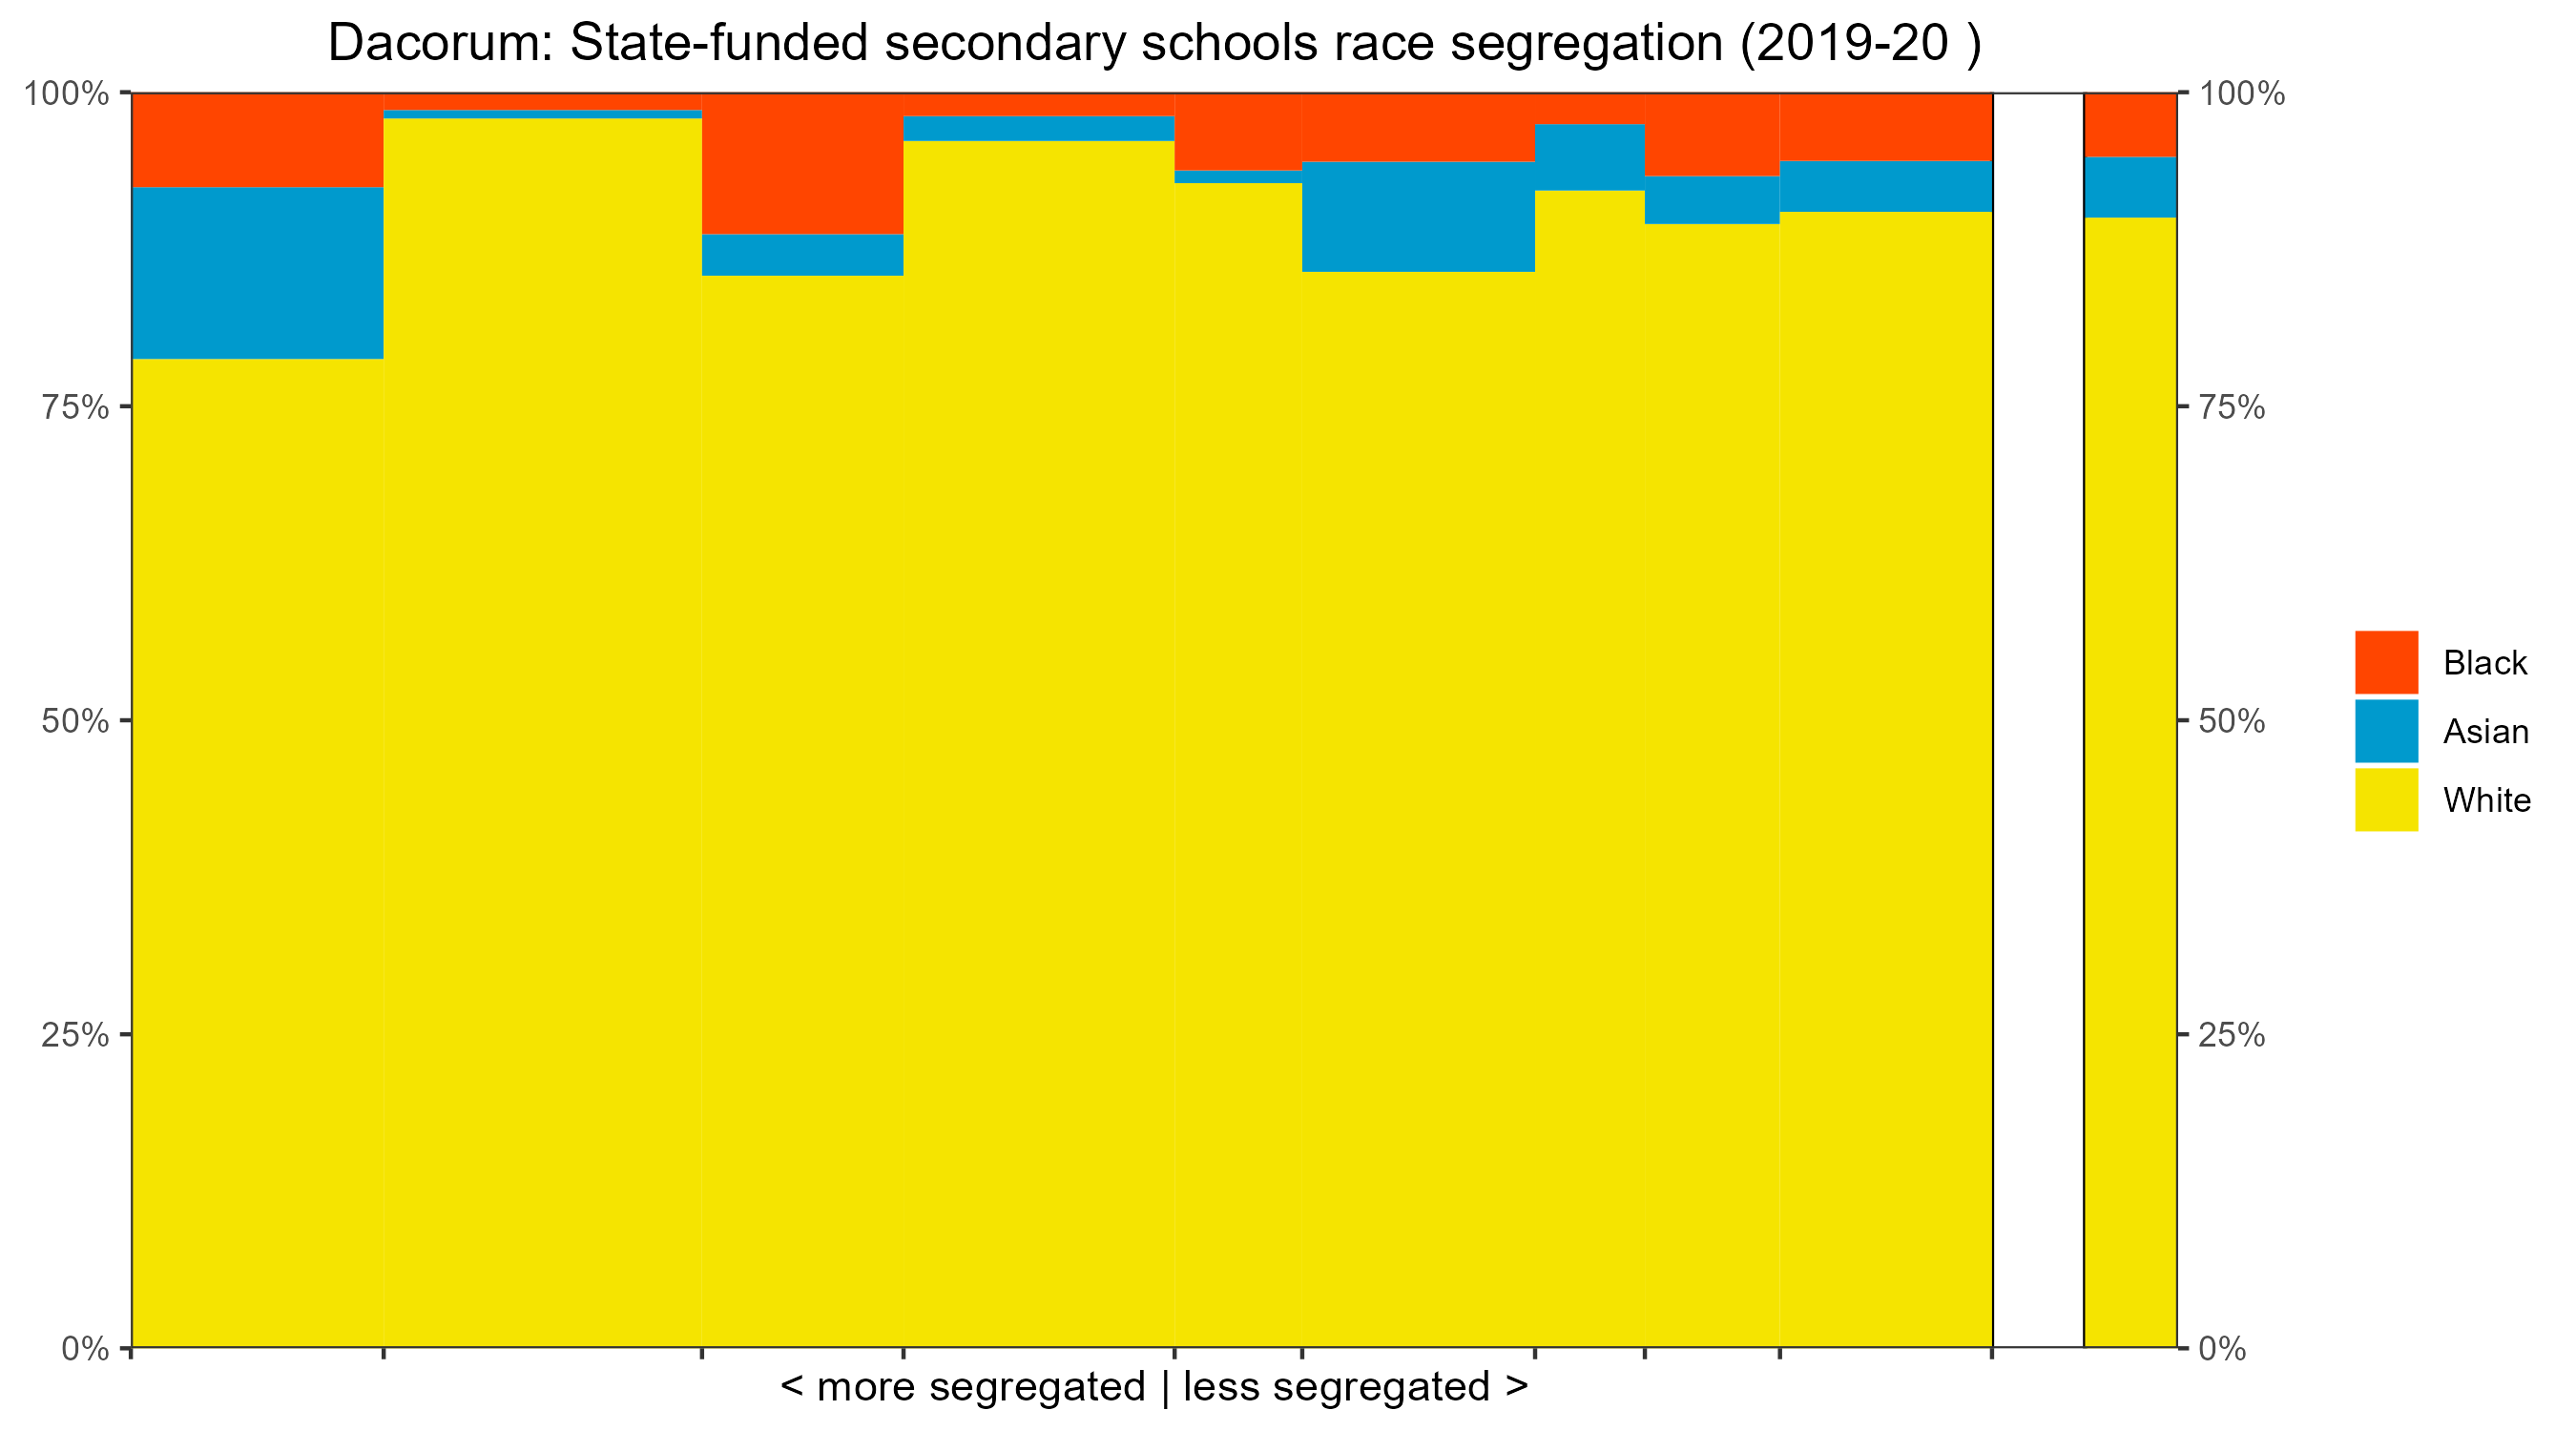 Dacorum: State-funded secondary schools race segregation (2019-20 )
100%
75%
50%
25%
0%
100%
75%
50%
25%
0%
Black
Asian
White
< more segregated | less segregated >